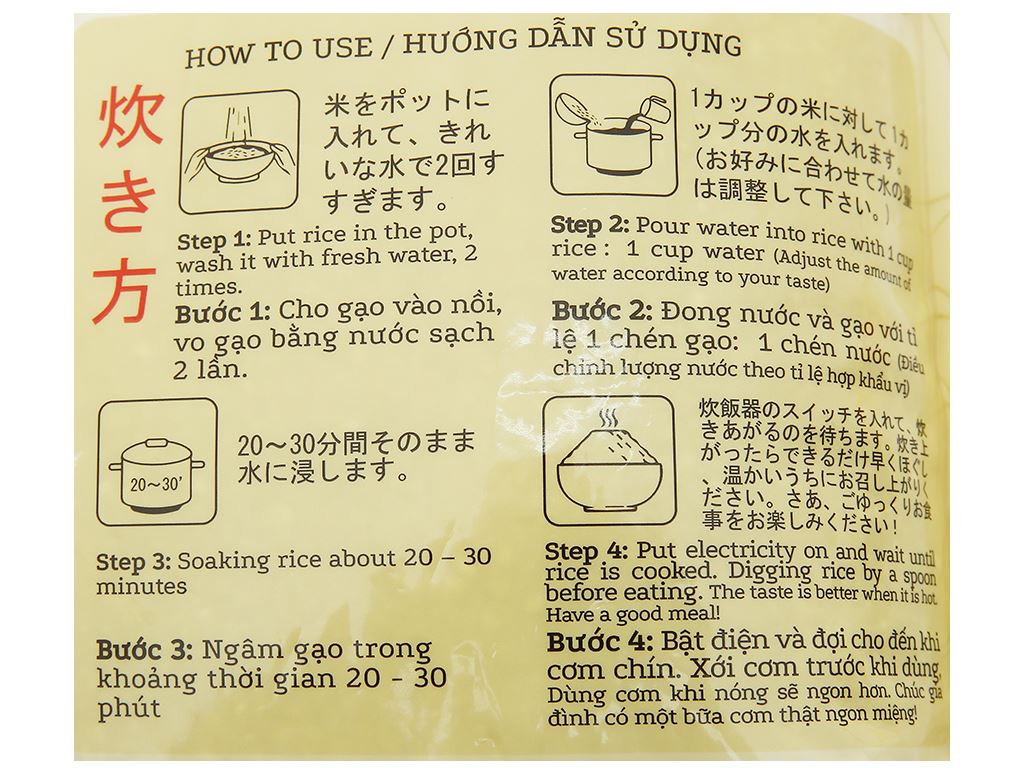 HOW TO USE / HƯỚNG DẪN SỬ DỤNG
炊き方
米をポットに
入れて、きれ
いな水で2回す
すぎます。
Step 1: Put rice in the pot,
wash it with fresh water, 2
times.
Bước 1: Cho gạo vào nồi,
vo gạo bằng nước sạch
2 lần.
1カップの米に対して1カ
ップ分の水を入れます。
(お好みに合わせて水の量
は調整して下さい。)
Step 2: Pour water into rice with 1 cup
rice : 1 cup water (Adjust the amount of
water according to your taste)
Bước 2: Đong nước và gạo với tỉ
lệ 1 chén gạo: 1 chén nước (Điều
chỉnh lượng nước theo tỉ lệ hợp khẩu vị)
20～30'
20～30分間そのまま
水に浸します。
Step 3: Soaking rice about 20 – 30
minutes
Bước 3: Ngâm gạo trong
khoảng thời gian 20 - 30
phút
炊飯器のスイッチを入れて、炊
きあがるのを待ちます。炊き上
がったらできるだけ早くほぐし
、温かいうちにお召し上がりく
ださい。さあ、ごゆっくりお食
事をお楽しみください!
Step 4: Put electricity on and wait until
rice is cooked. Digging rice by a spoon
before eating. The taste is better when it is hot.
Have a good meal!
Bước 4: Bật điện và đợi cho đến khi
cơm chín. Xới cơm trước khi dùng.
Dùng cơm khi nóng sẽ ngon hơn. Chúc gia
đình có một bữa cơm thật ngon miệng!